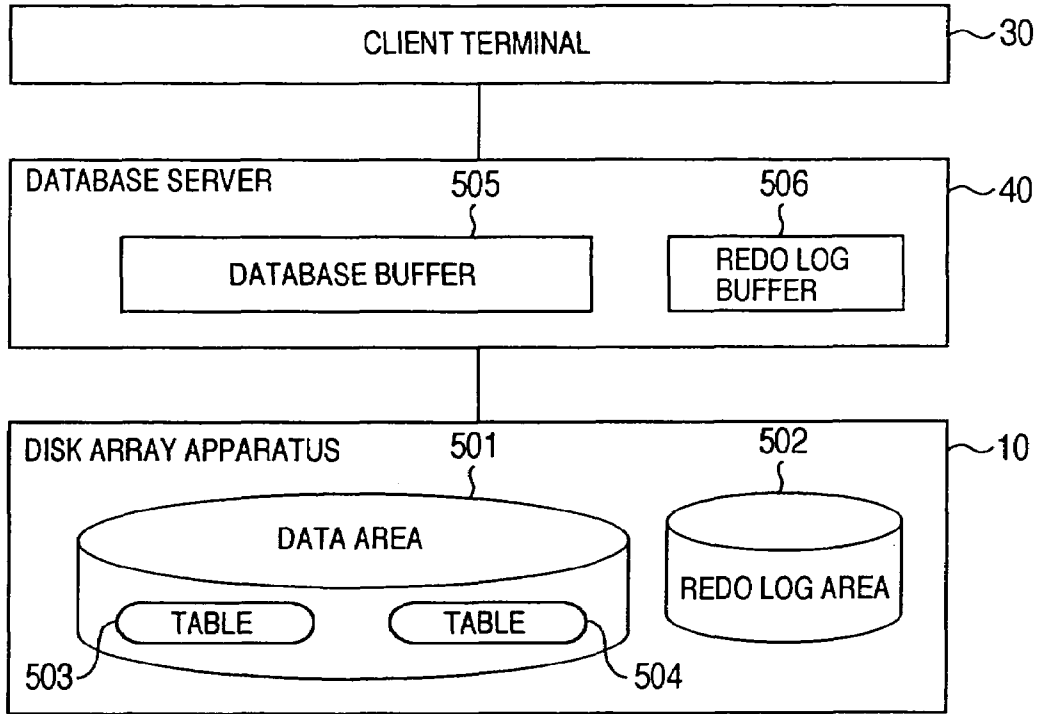 CLIENT TERMINAL
30
DATABASE SERVER
505
506
40
DATABASE BUFFER
REDO LOG
BUFFER
DISK ARRAY APPARATUS
501
502
10
DATA AREA
REDO LOG AREA
TABLE
TABLE
503
504